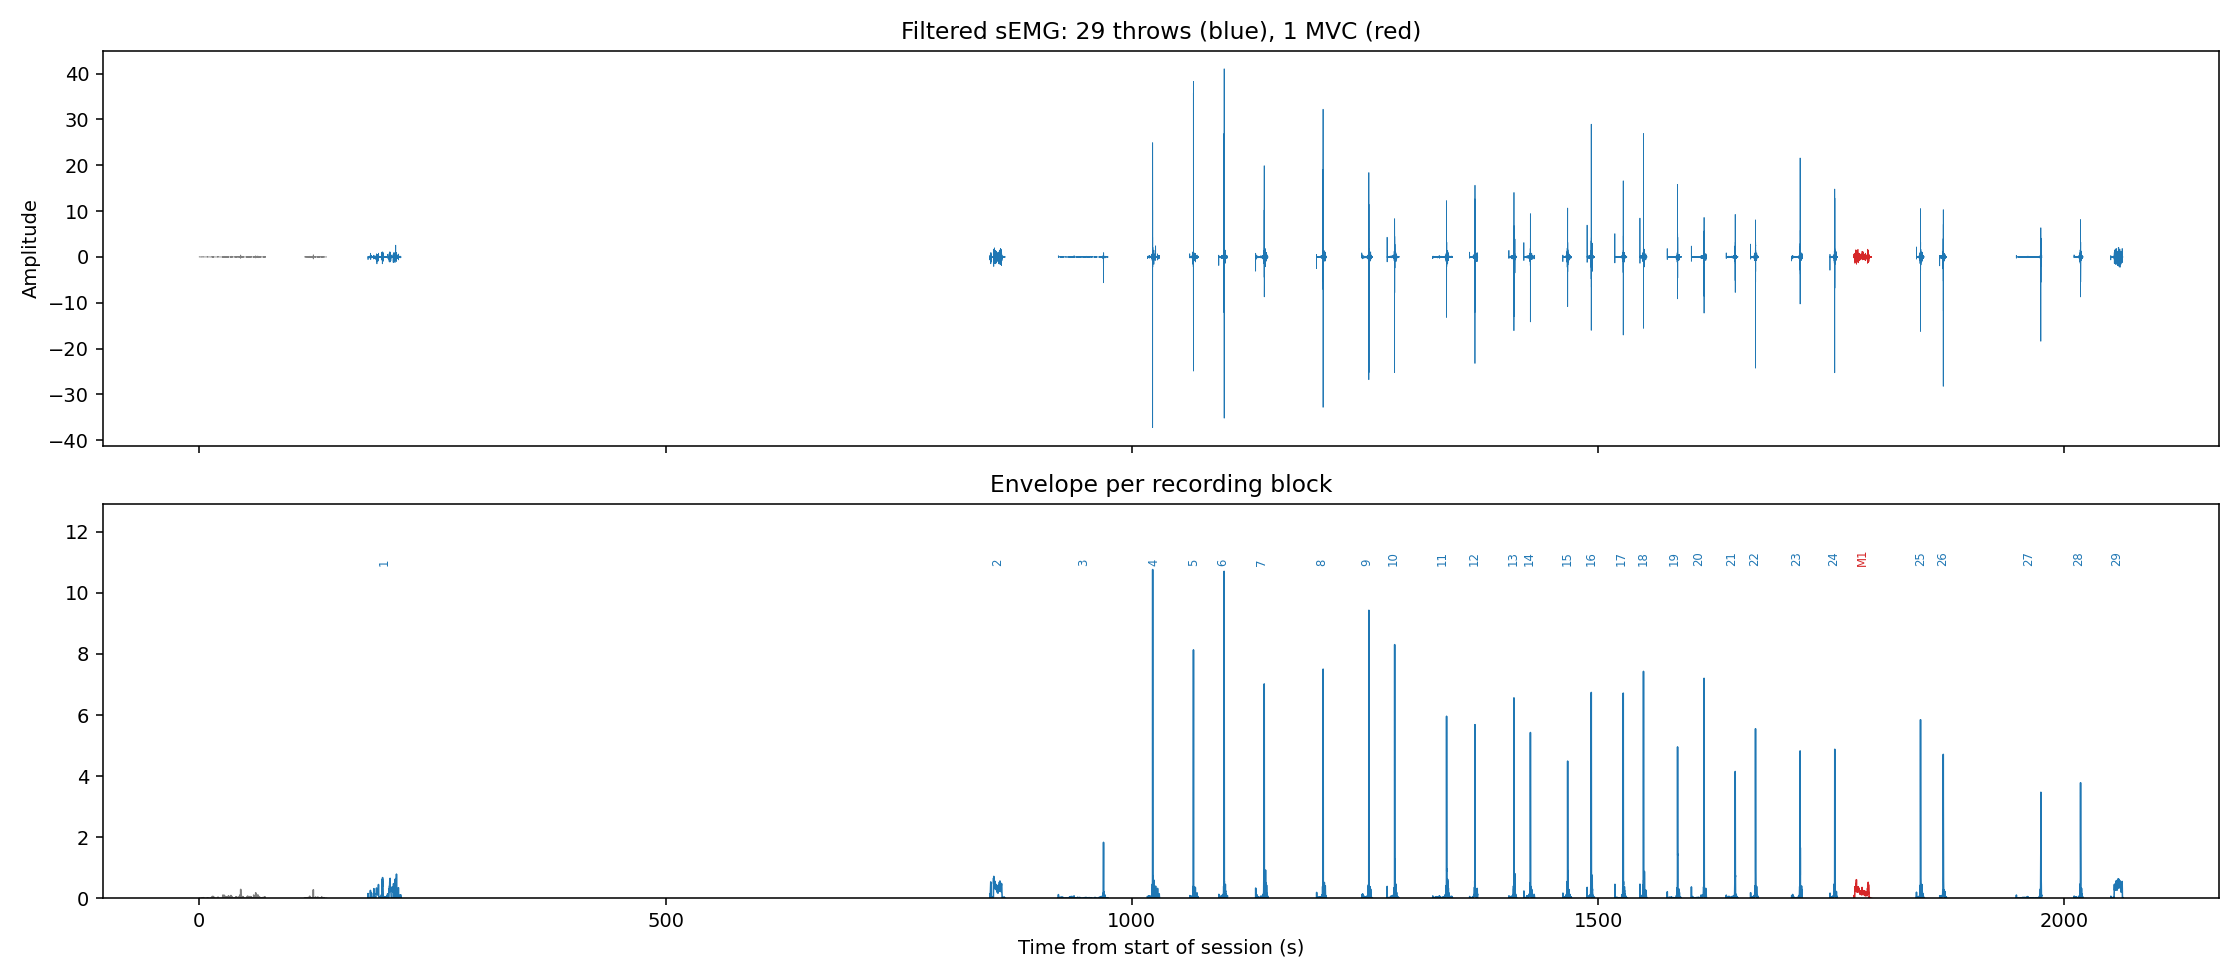 Filtered sEMG: 29 throws (blue), 1 MVC (red)
40
30
20
10
0
−10
−20
−30
−40
Amplitude
Envelope per recording block
12
10
8
6
4
2
0
1 2 3 4 5 6 7 8 9 10 11 12 13 14 15 16 17 18 19 20 21 22 23 24 M1 25 26 27 28 29
0 500 1000 1500 2000
Time from start of session (s)